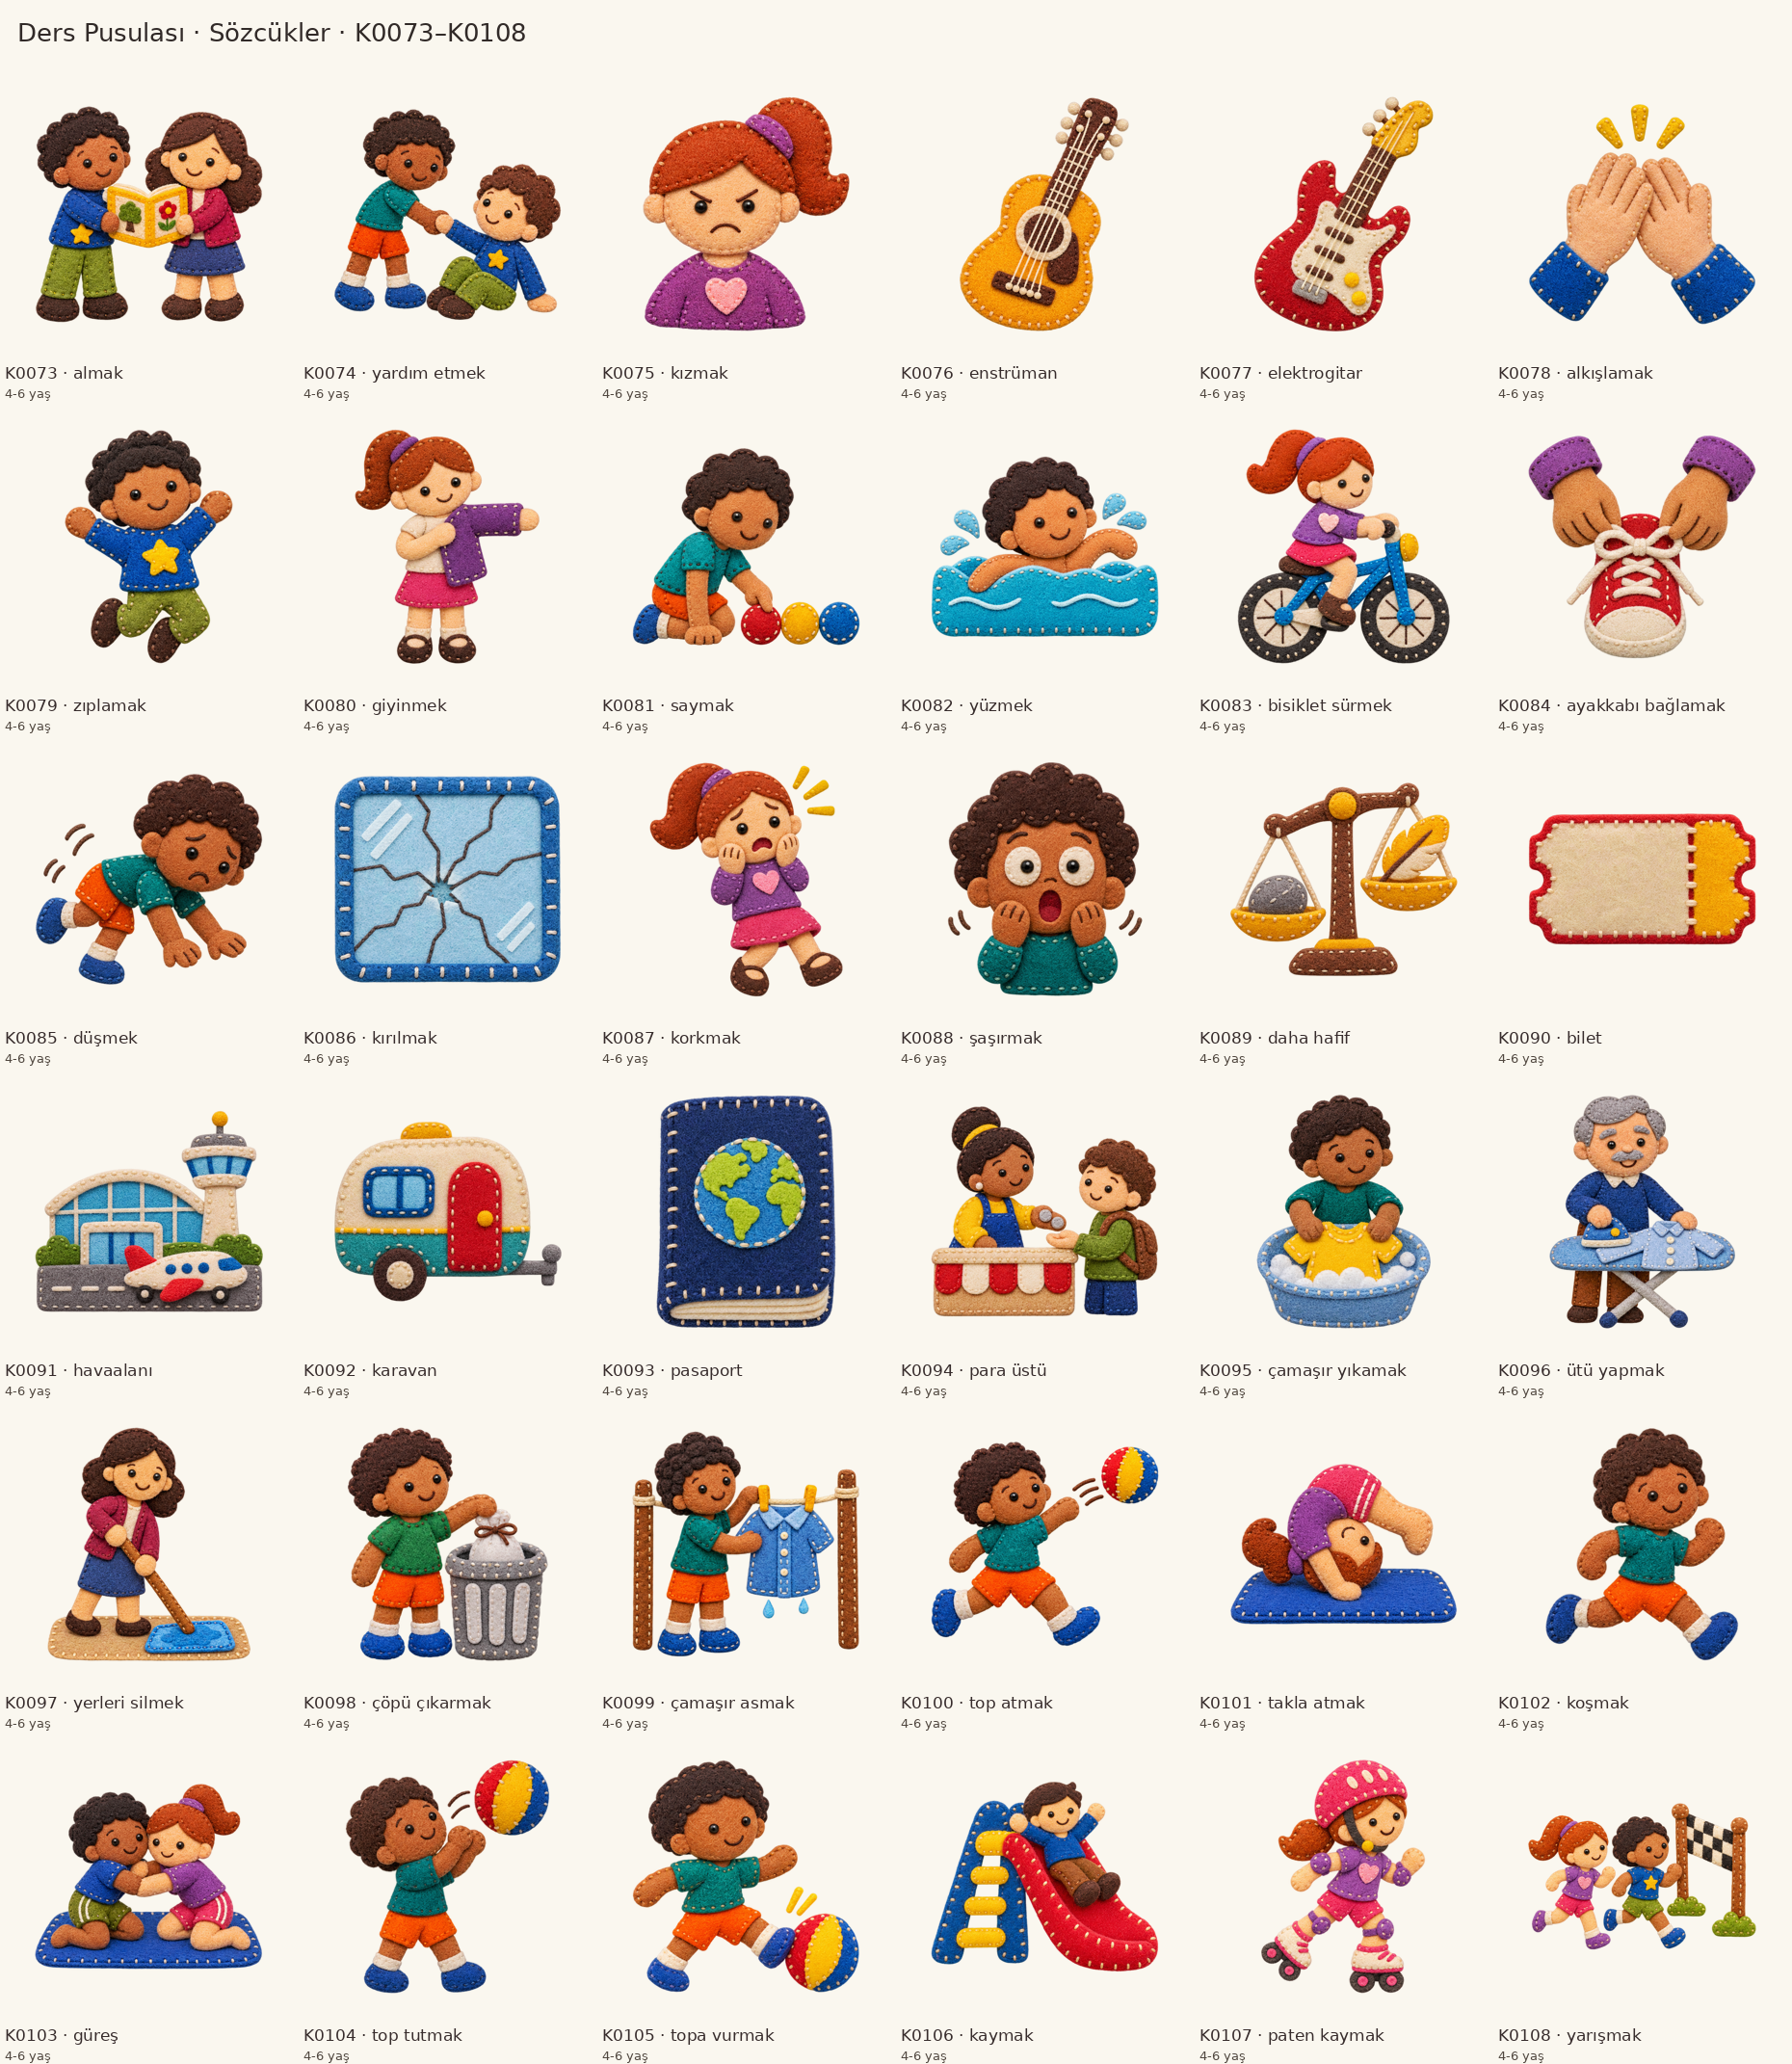 Ders Pusulası · Sözcükler · K0073–K0108
K0073 · almak
4-6 yaş
K0074 · yardım etmek
4-6 yaş
K0075 · kızmak
4-6 yaş
K0076 · enstrüman
4-6 yaş
K0077 · elektrogitar
4-6 yaş
K0078 · alkışlamak
4-6 yaş
K0079 · zıplamak
4-6 yaş
K0080 · giyinmek
4-6 yaş
K0081 · saymak
4-6 yaş
K0082 · yüzmek
4-6 yaş
K0083 · bisiklet sürmek
4-6 yaş
K0084 · ayakkabı bağlamak
4-6 yaş
K0085 · düşmek
4-6 yaş
K0086 · kırılmak
4-6 yaş
K0087 · korkmak
4-6 yaş
K0088 · şaşırmak
4-6 yaş
K0089 · daha hafif
4-6 yaş
K0090 · bilet
4-6 yaş
K0091 · havaalanı
4-6 yaş
K0092 · karavan
4-6 yaş
K0093 · pasaport
4-6 yaş
K0094 · para üstü
4-6 yaş
K0095 · çamaşır yıkamak
4-6 yaş
K0096 · ütü yapmak
4-6 yaş
K0097 · yerleri silmek
4-6 yaş
K0098 · çöpü çıkarmak
4-6 yaş
K0099 · çamaşır asmak
4-6 yaş
K0100 · top atmak
4-6 yaş
K0101 · takla atmak
4-6 yaş
K0102 · koşmak
4-6 yaş
K0103 · güreş
4-6 yaş
K0104 · top tutmak
4-6 yaş
K0105 · topa vurmak
4-6 yaş
K0106 · kaymak
4-6 yaş
K0107 · paten kaymak
4-6 yaş
K0108 · yarışmak
4-6 yaş